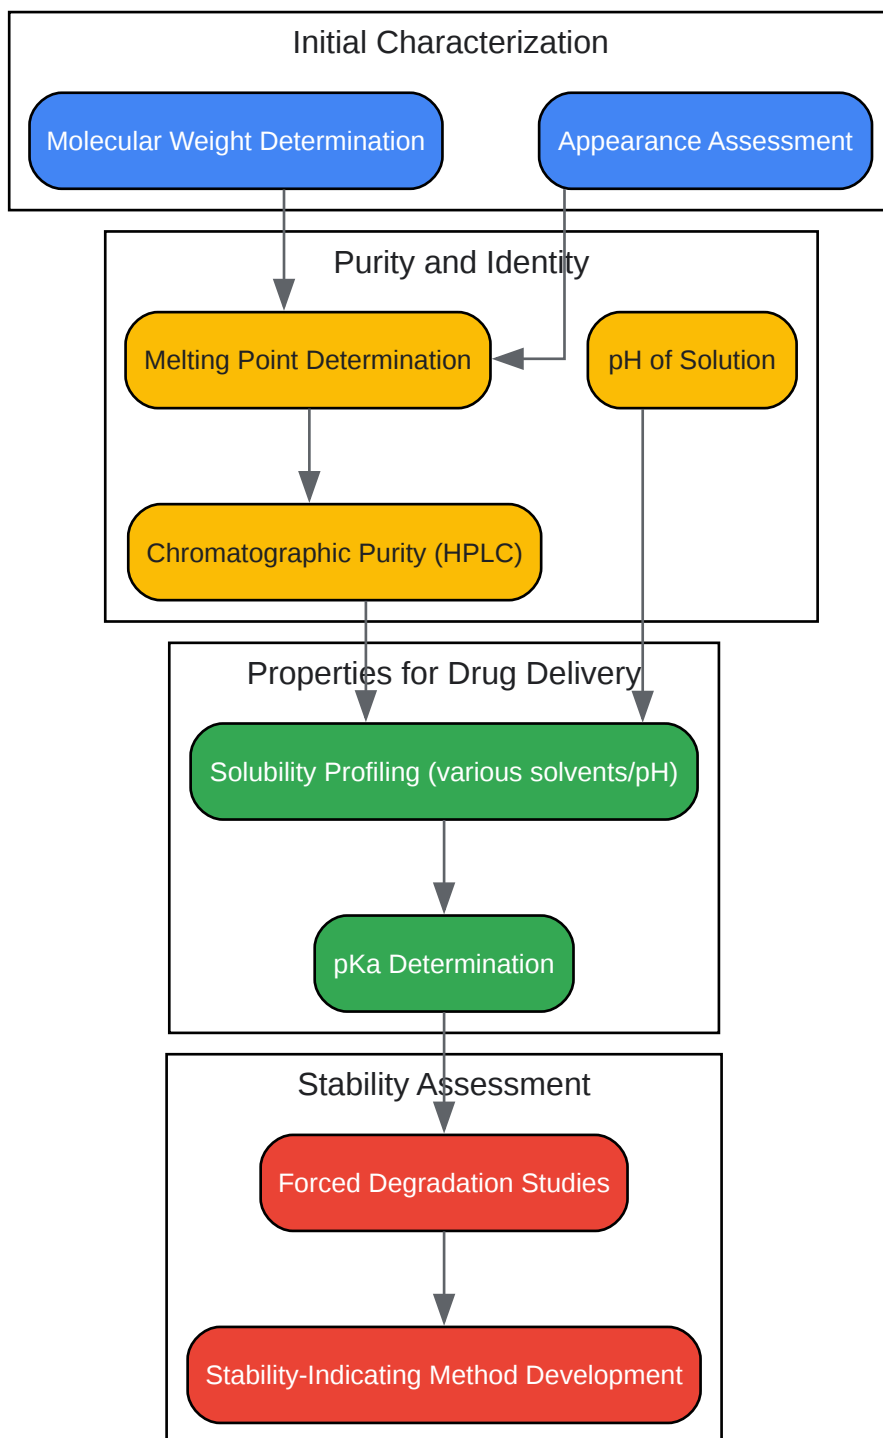 Initial Characterization
Molecular Weight Determination
Appearance Assessment
Purity and Identity
Melting Point Determination
pH of Solution
Chromatographic Purity (HPLC)
Properties for Drug Delivery
Solubility Profiling (various solvents/pH)
pKa Determination
Stability Assessment
Forced Degradation Studies
Stability-Indicating Method Development